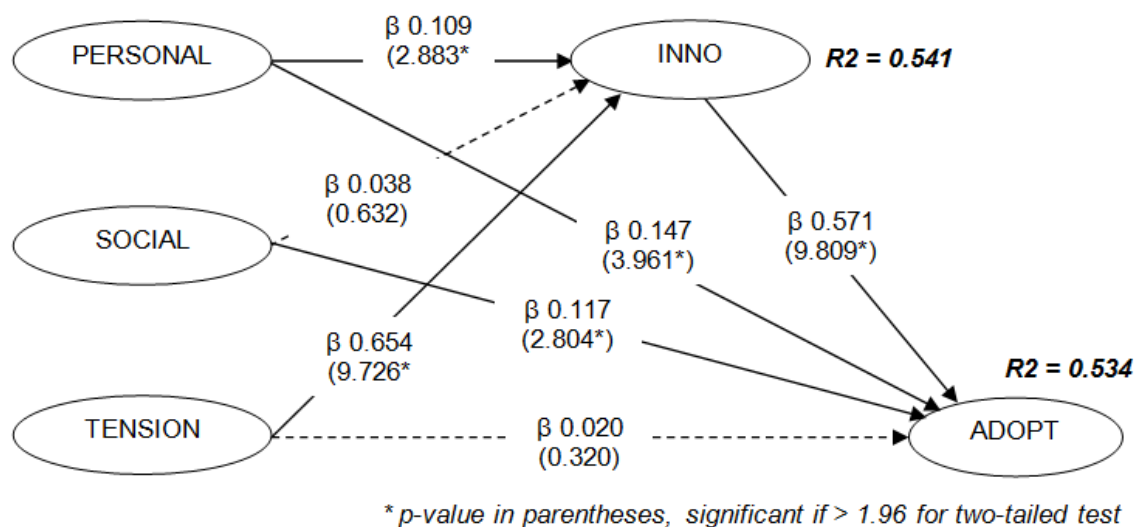 β 0.109
(2.883*
PERSONAL
INNO
R2 = 0.541
β 0.038
(0.632)
SOCIAL
β 0.147
(3.961*)
β 0.571
(9.809*)
β 0.117
(2.804*)
β 0.654
(9.726*
R2 = 0.534
TENSION
β 0.020
(0.320)
ADOPT
* p-value in parentheses, significant if > 1.96 for two-tailed test